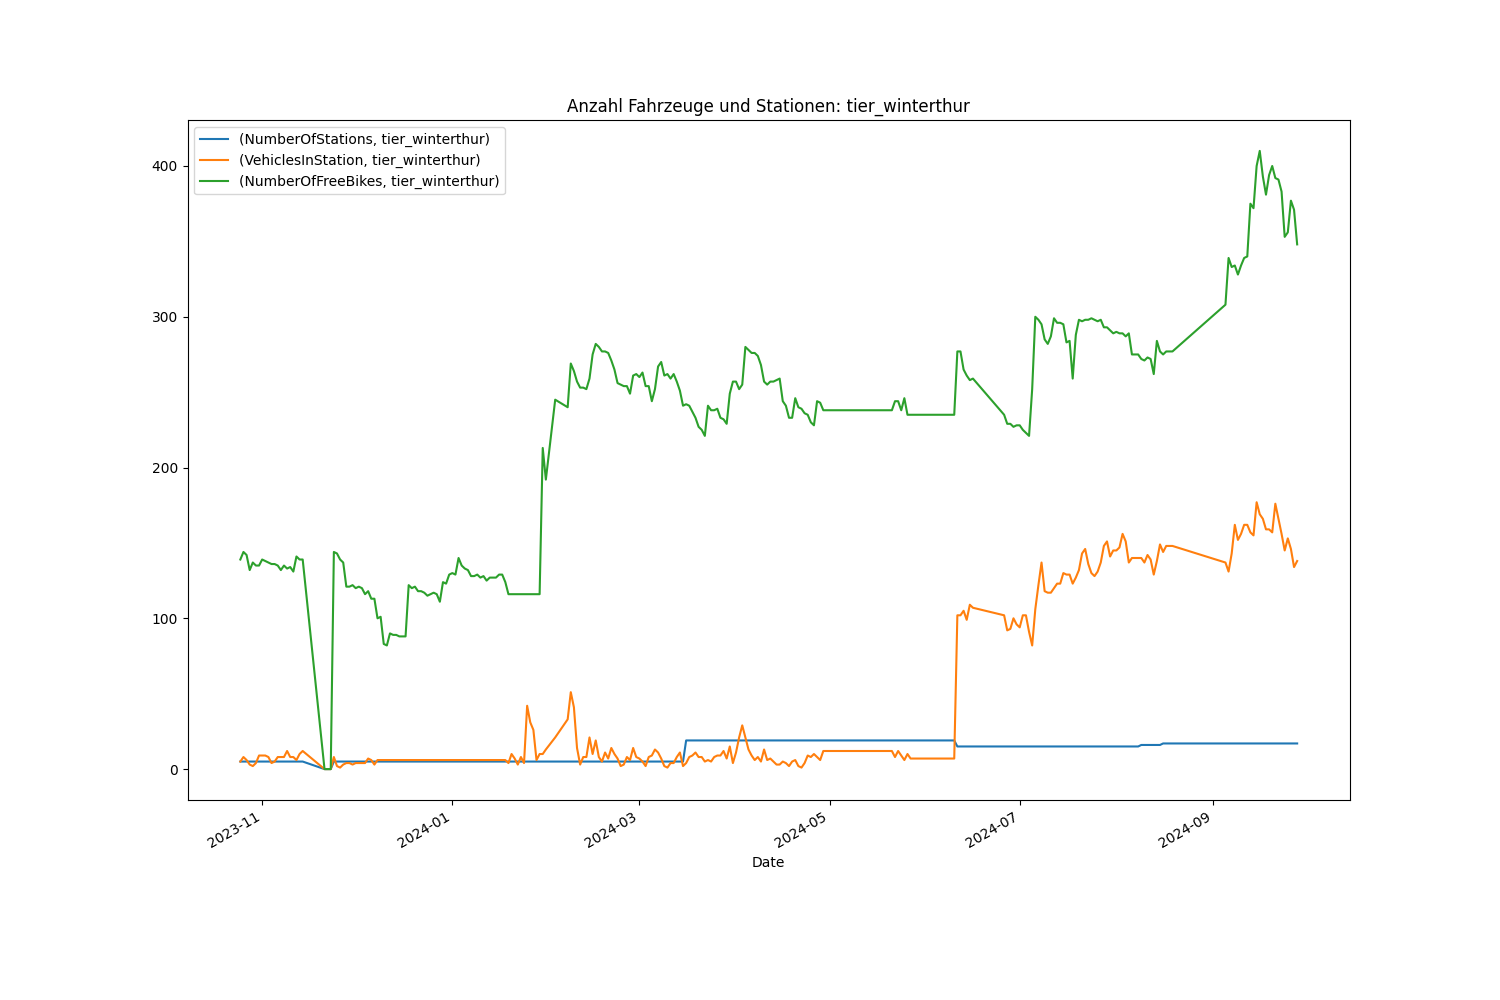 Anzahl Fahrzeuge und Stationen: tier_winterthur
(NumberOfStations, tier_winterthur)
(VehiclesInStation, tier_winterthur)
(NumberOfFreeBikes, tier_winterthur)
400
300
200
100
0
2023-11
2024-01
2024-03
2024-05
2024-07
2024-09
Date